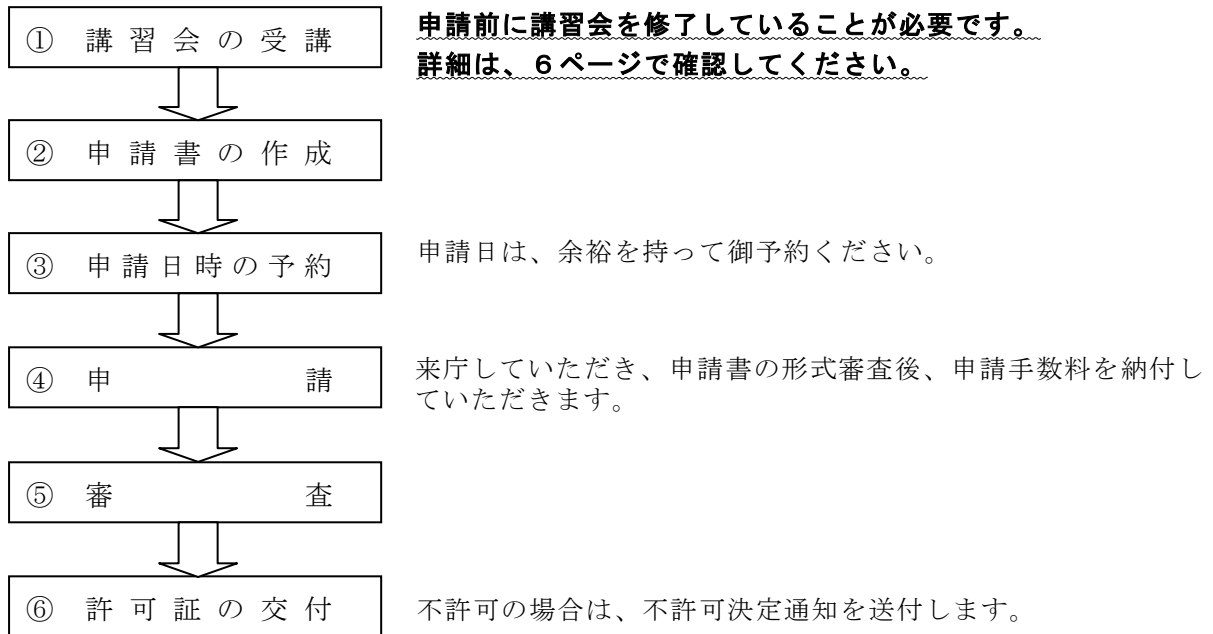 ① 講習会の受講
申請前に講習会を修了していることが必要です。
詳細は、６ページで確認してください。
② 申請書の作成
③ 申請日時の予約
申請日は、余裕を持って御予約ください。
④ 申請
来庁していただき、申請書の形式審査後、申請手数料を納付し
ていただきます。
⑤ 審査
⑥ 許可証の交付
不許可の場合は、不許可決定通知を送付します。